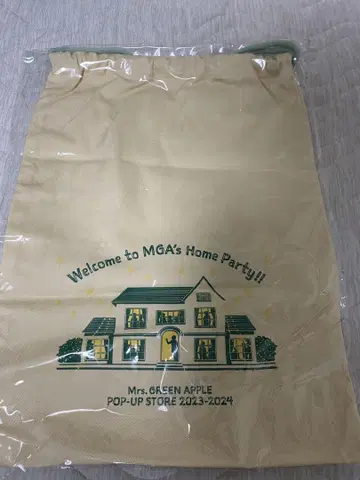 Welcome to MGA's Home Party!!
Mrs. GREEN APPLE
POP-UP STORE 2023-2024